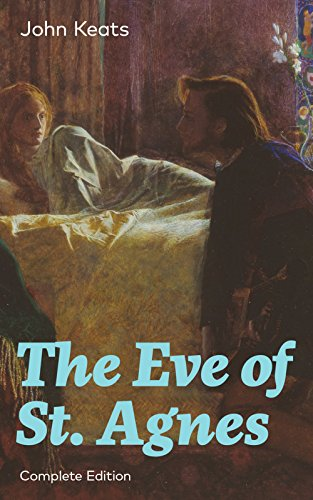 John Keats
The Eve of
St. Agnes
Complete Edition